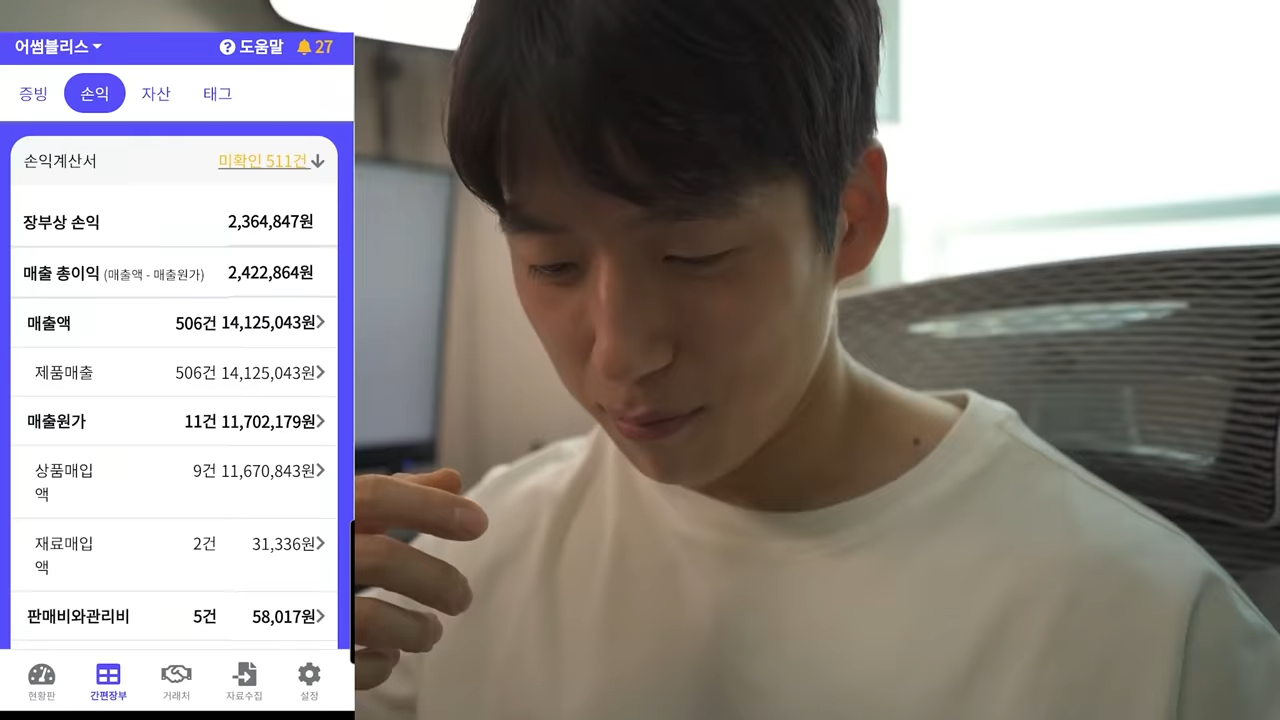 어썸블리스
도움말 27
증빙 손익 자산 태그
손익계산서 미확인 511건
장부상 손익 2,364,847원
매출 총이익 (매출액 - 매출원가) 2,422,864원
매출액 506건 14,125,043원
제품매출 506건 14,125,043원
매출원가 11건 11,702,179원
상품매입액 9건 11,670,843원
재료매입액 2건 31,336원
판매비와관리비 5건 58,017원
현황판 간편장부 거래처 자료수집 설정